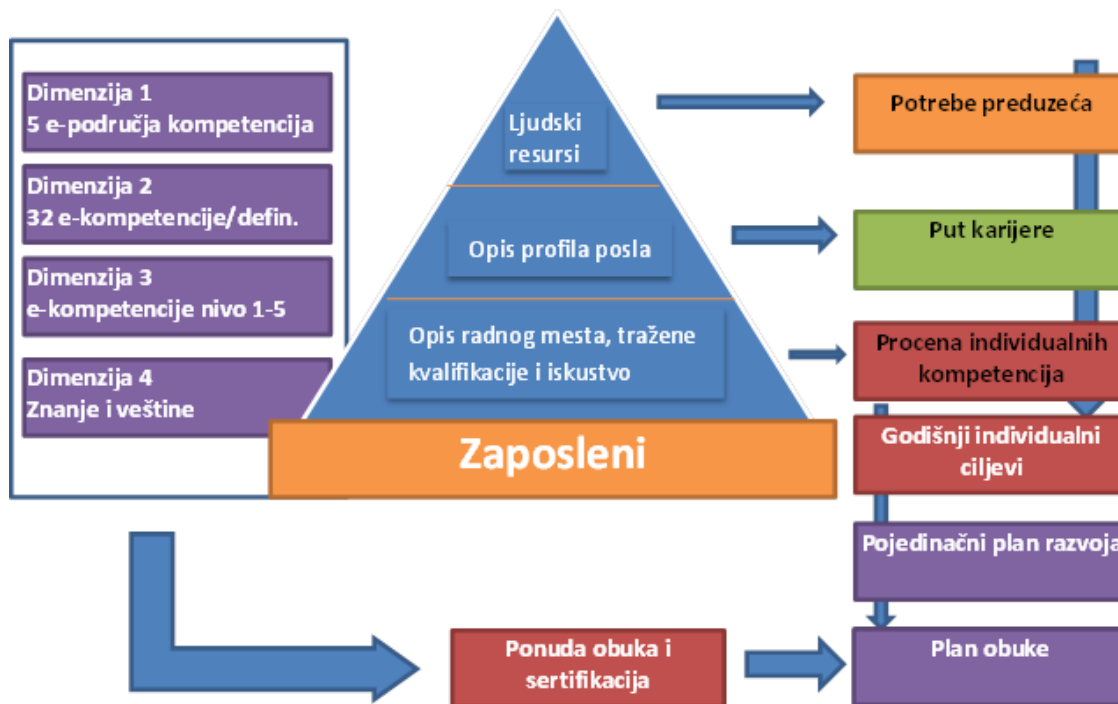 Dimenzija 1
5 e-područja kompetencija
Dimenzija 2
32 e-kompetencije/defin.
Dimenzija 3
e-kompetencije nivo 1-5
Dimenzija 4
Znanje i veštine
Ljudski
resursi
Opis profila posla
Opis radnog mesta, tražene
kvalifikacije i iskustvo
Zaposleni
Potrebe preduzeća
Put karijere
Procena individualnih
kompetencija
Godišnji individualni
ciljevi
Pojedinačni plan razvoja
Ponuda obuka i
sertifikacija
Plan obuke